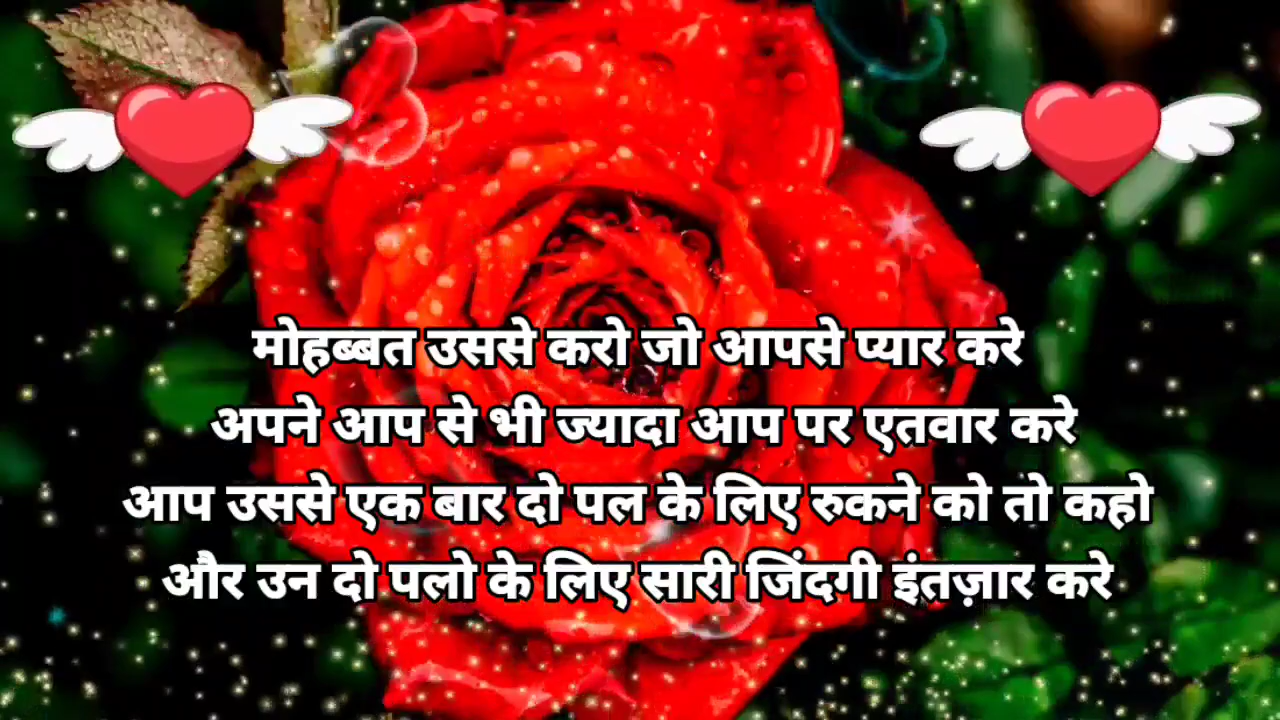 मोहब्बत उससे करो जो आपसे प्यार करे
अपने आप से भी ज्यादा आप पर एतवार करे
आप उससे एक बार दो पल के लिए रुकने को तो कहो
और उन दो पलो के लिए सारी जिंदगी इंतज़ार करे